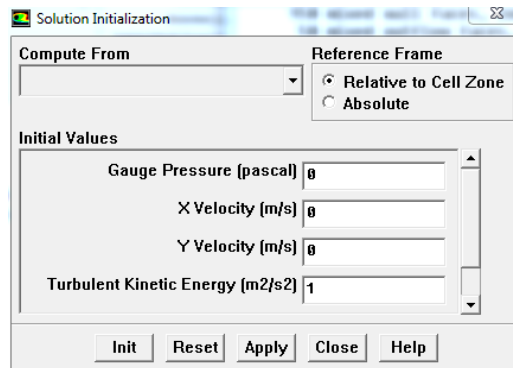 Solution Initialization
Compute From
Reference Frame
Relative to Cell Zone
Absolute
Initial Values
Gauge Pressure (pascal) 0
X Velocity (m/s) 0
Y Velocity (m/s) 0
Turbulent Kinetic Energy (m2/s2) 1
Init Reset Apply Close Help